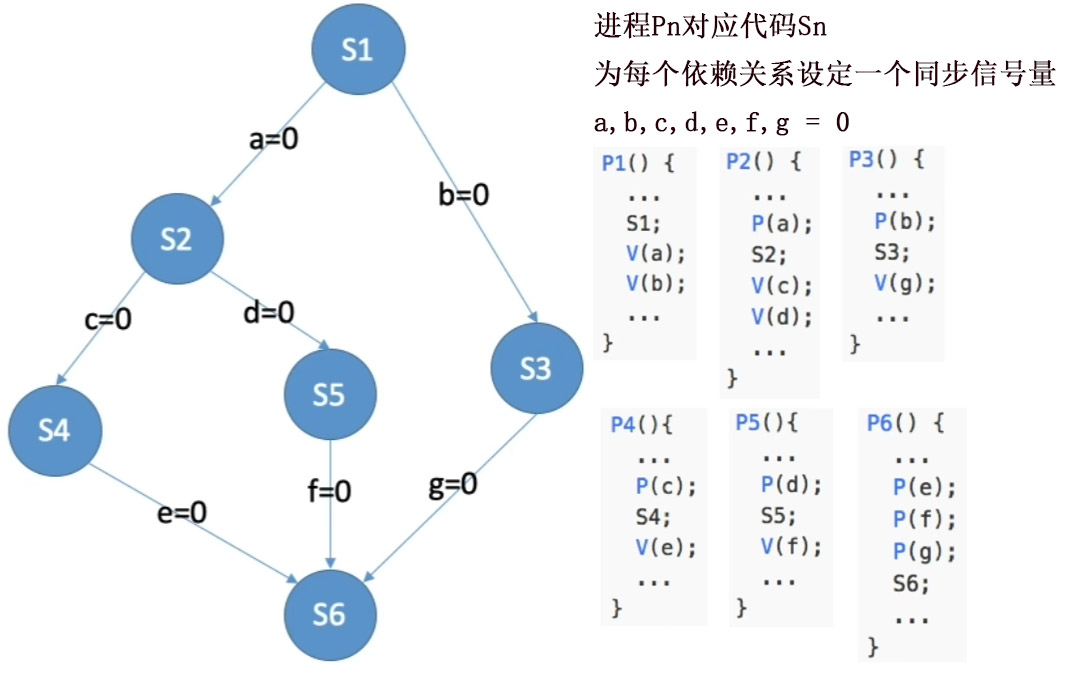 S1
a=0
b=0
S2
c=0
d=0
S3
S5
S4
f=0
g=0
e=0
S6
进程Pn对应代码Sn
为每个依赖关系设定一个同步信号量
a,b,c,d,e,f,g = 0
P1() {
...
S1;
V(a);
V(b);
...
}
P2() {
...
P(a);
S2;
V(c);
V(d);
...
}
P3() {
...
P(b);
S3;
V(g);
...
}
P4(){
...
P(c);
S4;
V(e);
...
}
P5(){
...
P(d);
S5;
V(f);
...
}
P6() {
...
P(e);
P(f);
P(g);
S6;
...
}